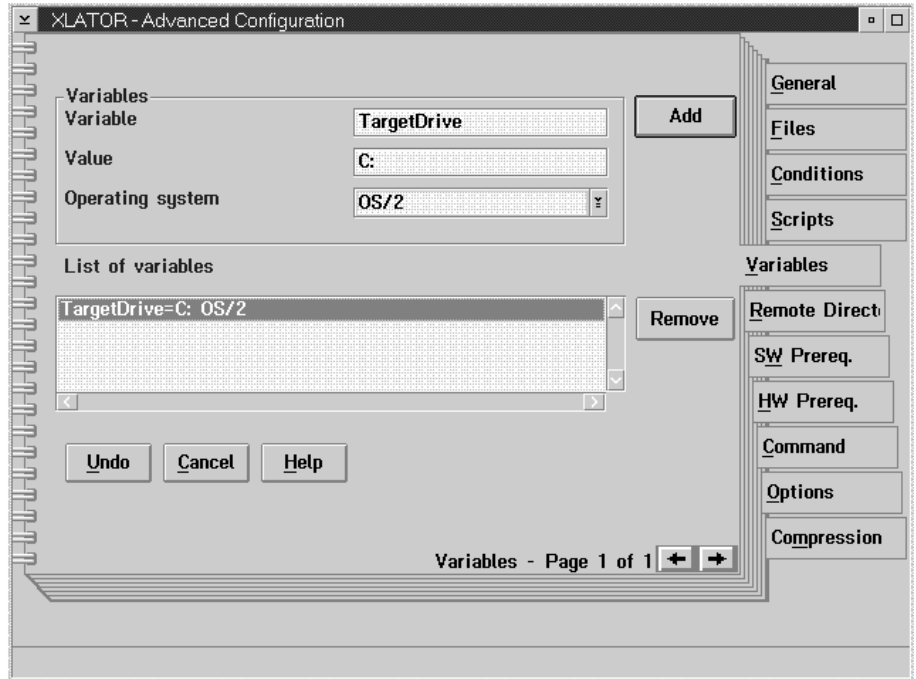 XLATOR - Advanced Configuration
Variables
Variable
TargetDrive
Add
Value
C:
Operating system
OS/2
List of variables
TargetDrive=C: OS/2
Remove
Undo
Cancel
Help
Variables - Page 1 of 1
General
Files
Conditions
Scripts
Variables
Remote Direct
SW Prereq.
HW Prereq.
Command
Options
Compression